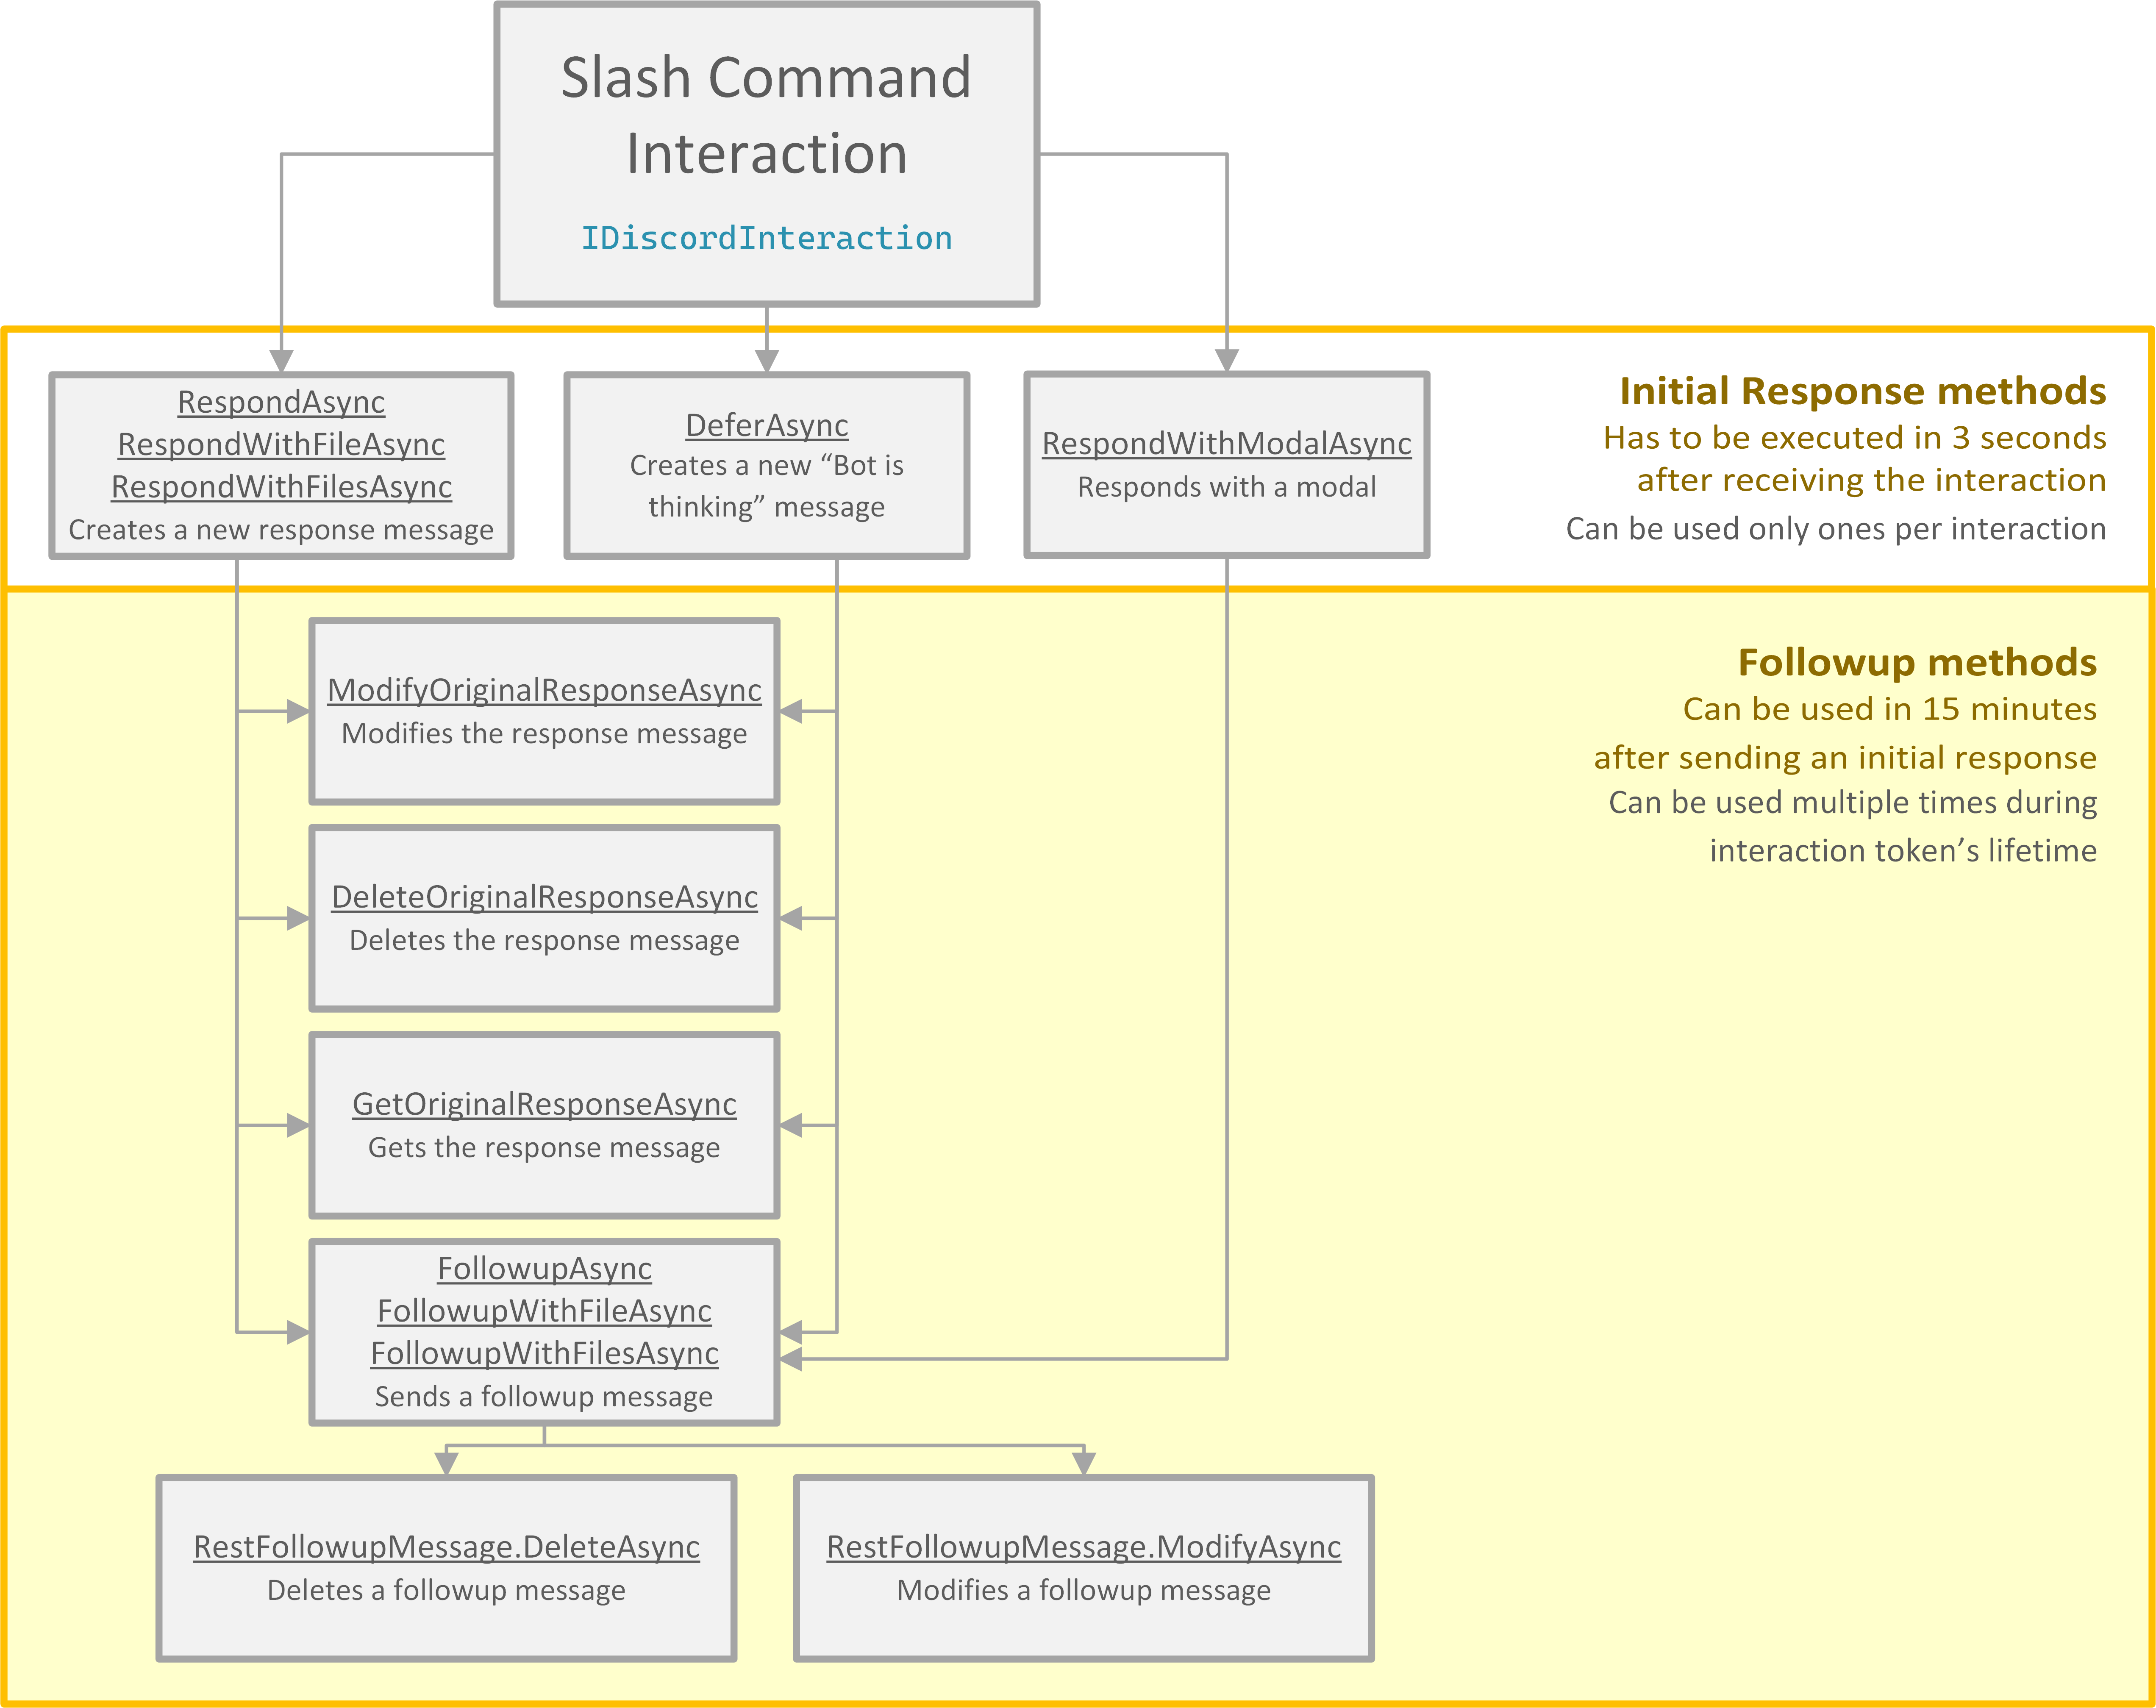 Slash Command
Interaction
IDiscordInteraction
RespondAsync
RespondWithFileAsync
RespondWithFilesAsync
Creates a new response message
DeferAsync
Creates a new “Bot is
thinking” message
RespondWithModalAsync
Responds with a modal
Initial Response methods
Has to be executed in 3 seconds
after receiving the interaction
Can be used only ones per interaction
ModifyOriginalResponseAsync
Modifies the response message
Followup methods
Can be used in 15 minutes
after sending an initial response
Can be used multiple times during
interaction token’s lifetime
DeleteOriginalResponseAsync
Deletes the response message
GetOriginalResponseAsync
Gets the response message
FollowupAsync
FollowupWithFileAsync
FollowupWithFilesAsync
Sends a followup message
RestFollowupMessage.DeleteAsync
Deletes a followup message
RestFollowupMessage.ModifyAsync
Modifies a followup message